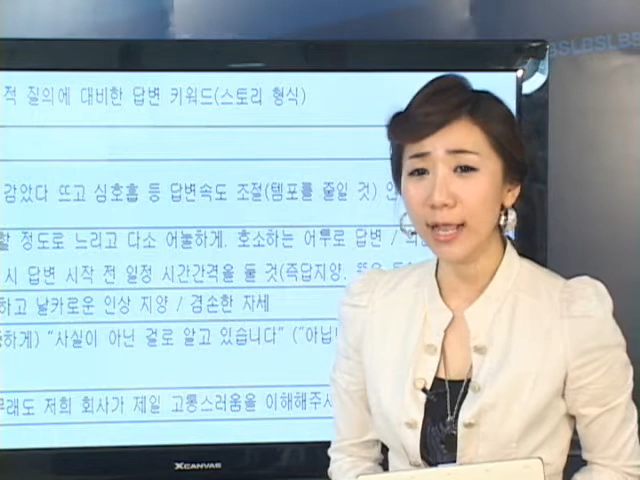 SLBSLBS
적 질의에 대비한 답변 키워드(스토리 형식)
감았다 뜨고 심호흡 등 답변속도 조절(템포를 줄일 것)
할 정도로 느리고 다소 어눌하게. 호소하는 어투로 답변 /
시 답변 시작 전 일정 시간간격을 둘 것(즉답지양.
하고 날카로운 인상 지양 / 겸손한 자세
하게) “사실이 아닌 걸로 알고 있습니다” (“아닙
래도 저희 회사가 제일 고통스러움을 이해해주시
XCANVAS